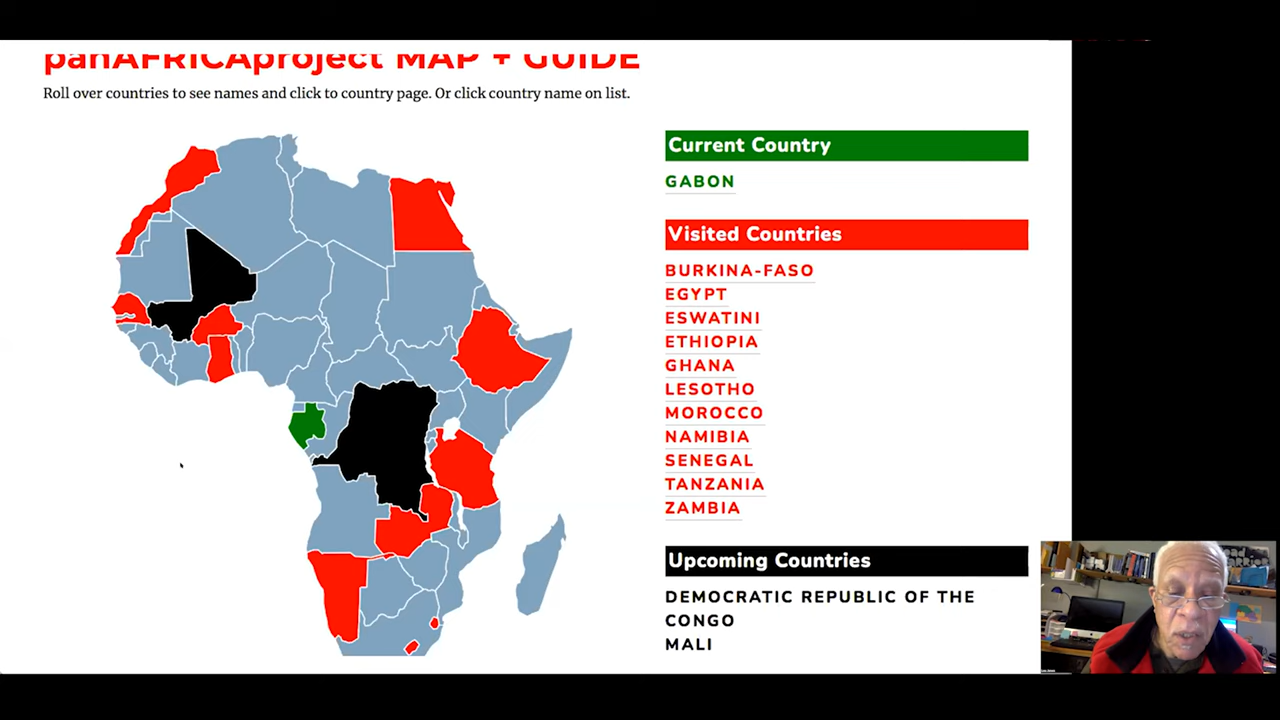 panAFRICAproject MAP + GUIDE
Roll over countries to see names and click to country page. Or click country name on list.
Current Country
GABON
Visited Countries
BURKINA-FASO
EGYPT
ESWATINI
ETHIOPIA
GHANA
LESOTHO
MOROCCO
NAMIBIA
SENEGAL
TANZANIA
ZAMBIA
Upcoming Countries
DEMOCRATIC REPUBLIC OF THE
CONGO
MALI